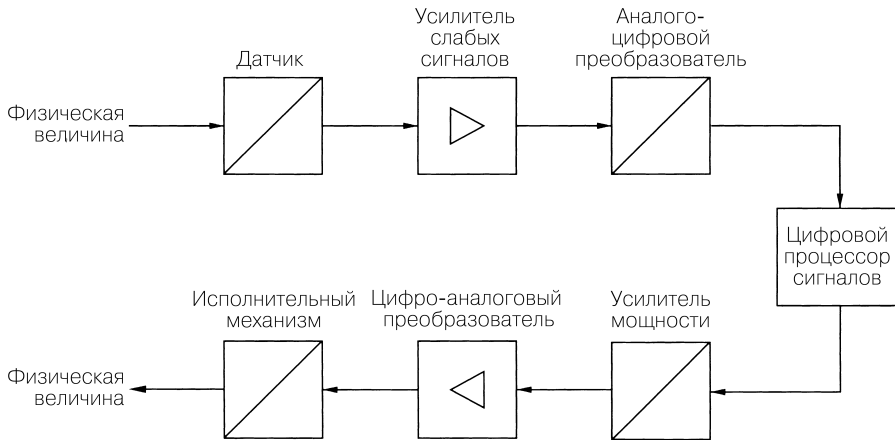 Физическая
величина
Датчик
Усилитель
слабых
сигналов
Аналого-
цифровой
преобразователь
Цифровой
процессор
сигналов
Исполнительный
механизм
Цифро-аналоговый
преобразователь
Усилитель
мощности
Физическая
величина